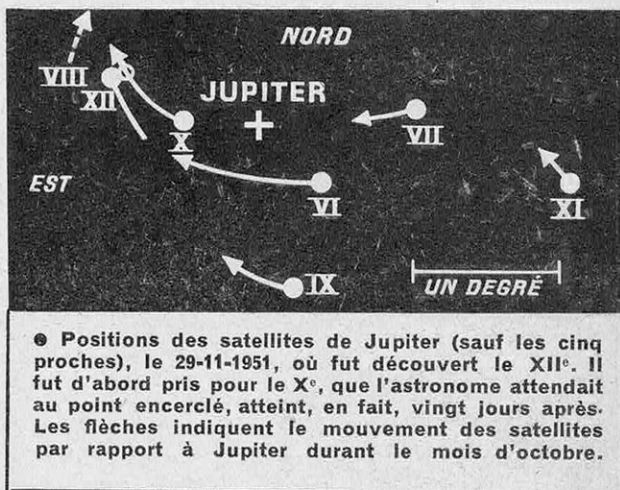 NORD
VIII
XII
JUPITER
X
VII
EST
VI
XI
IX
UN DEGRÉ
● Positions des satellites de Jupiter (sauf les cinq
proches), le 29-11-1951, où fut découvert le XIIe. Il
fut d'abord pris pour le Xe, que l'astronome attendait
au point encerclé, atteint, en fait, vingt jours après.
Les flèches indiquent le mouvement des satellites
par rapport à Jupiter durant le mois d'octobre.